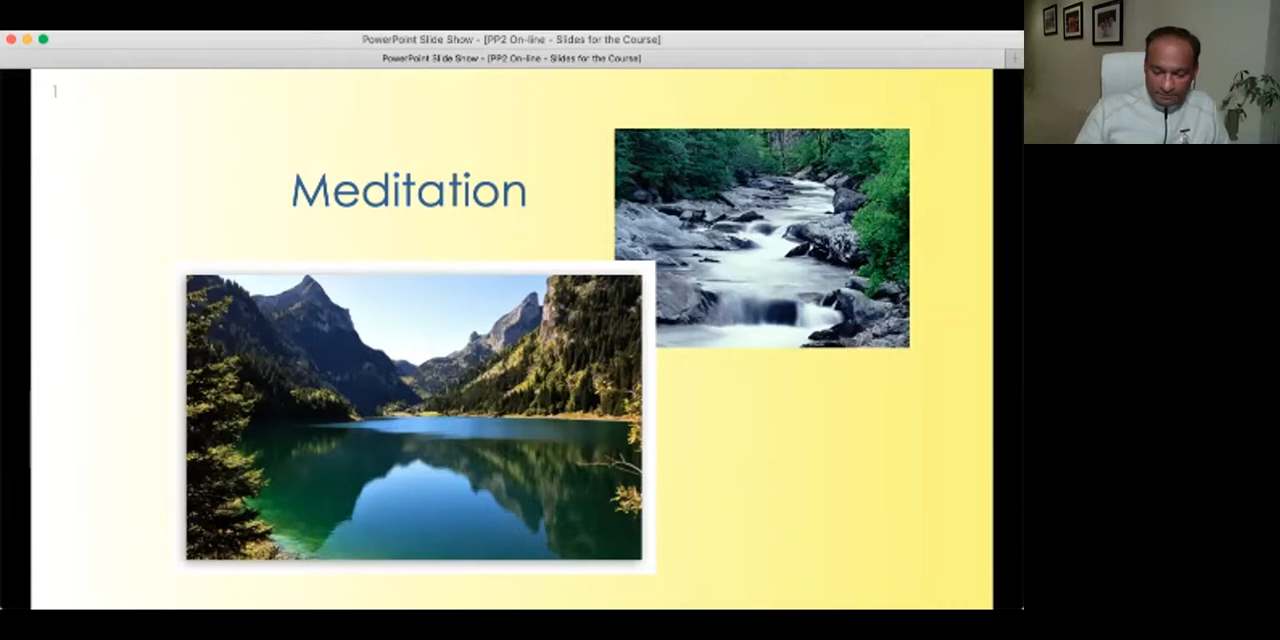 PowerPoint Slide Show - [PP2 On-line - Slides for the Course]
PowerPoint Slide Show - [PP2 On-line - Slides for the Course]
1
Meditation